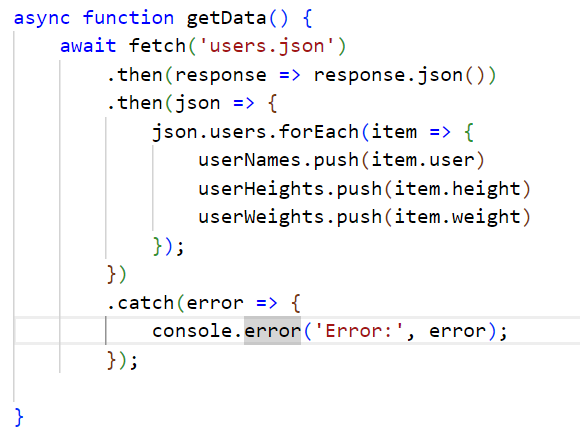 async function getData() {
    await fetch('users.json')
        .then(response => response.json())
        .then(json => {
            json.users.forEach(item => {
                userNames.push(item.user)
                userHeights.push(item.height)
                userWeights.push(item.weight)
            });
        })
        .catch(error => {
            console.error('Error:', error);
        });
}